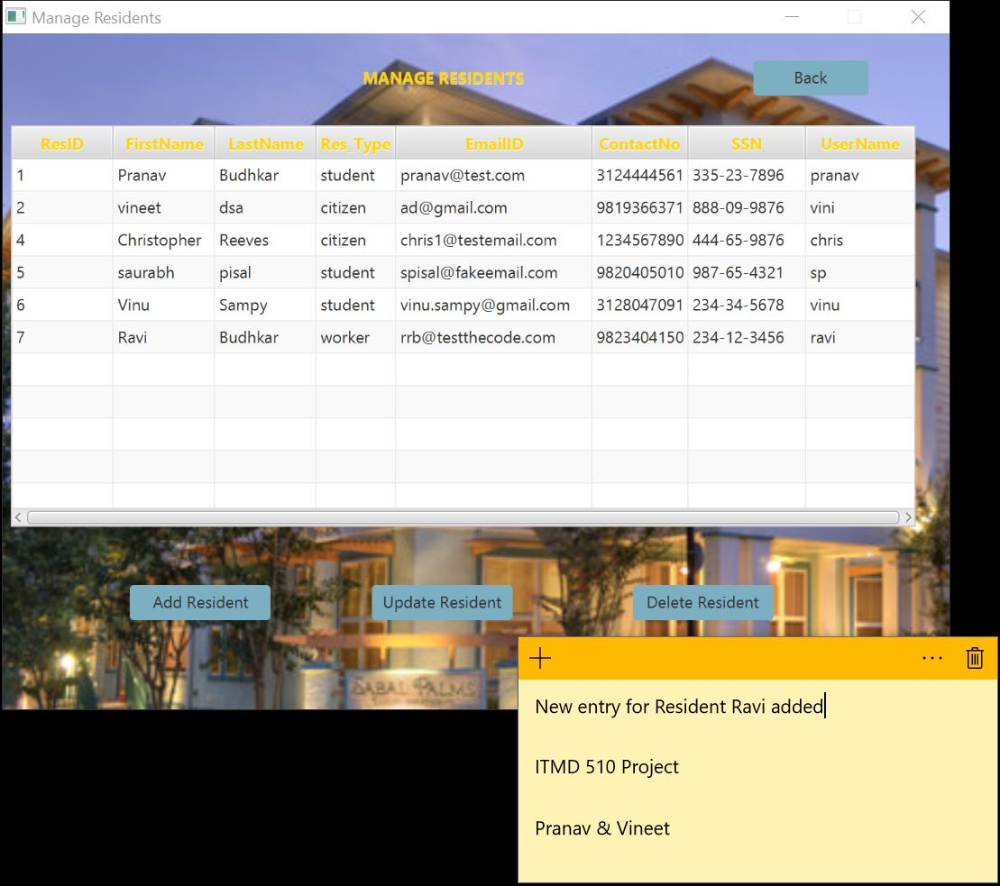 Manage Residents
MANAGE RESIDENTS
Back
ResID FirstName LastName Res_Type EmailID ContactNo SSN UserName
1 Pranav Budhkar student pranav@test.com 3124444561 335-23-7896 pranav
2 vineet dsa citizen ad@gmail.com 9819366371 888-09-9876 vini
4 Christopher Reeves citizen chris1@testemail.com 1234567890 444-65-9876 chris
5 saurabh pisal student spisal@fakeemail.com 9820405010 987-65-4321 sp
6 Vinu Sampy student vinu.sampy@gmail.com 3128047091 234-34-5678 vinu
7 Ravi Budhkar worker rrb@testthecode.com 9823404150 234-12-3456 ravi
Add Resident Update Resident Delete Resident
SABAL PALMS
New entry for Resident Ravi added
ITMD 510 Project
Pranav & Vineet